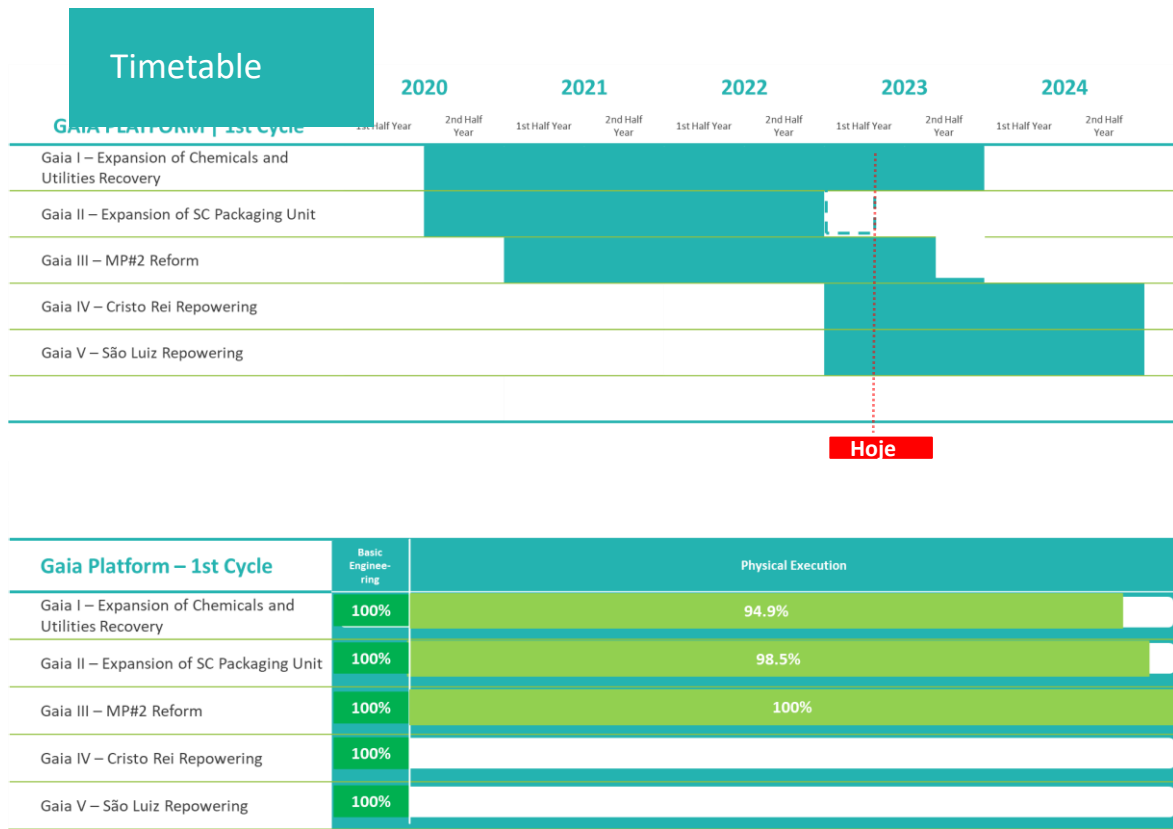 Timetable
2020 2021 2022 2023 2024
GAIA PLATFORM | 1st Cycle
1st Half Year 2nd Half Year 1st Half Year 2nd Half Year 1st Half Year 2nd Half Year 1st Half Year 2nd Half Year 1st Half Year 2nd Half Year
Gaia I – Expansion of Chemicals and
Utilities Recovery
Gaia II – Expansion of SC Packaging Unit
Gaia III – MP#2 Reform
Gaia IV – Cristo Rei Repowering
Gaia V – São Luiz Repowering
Hoje
Gaia Platform – 1st Cycle
Basic
Enginee-
ring
Physical Execution
Gaia I – Expansion of Chemicals and
Utilities Recovery
100% 94.9%
Gaia II – Expansion of SC Packaging Unit 100% 98.5%
Gaia III – MP#2 Reform 100% 100%
Gaia IV – Cristo Rei Repowering 100%
Gaia V – São Luiz Repowering 100%